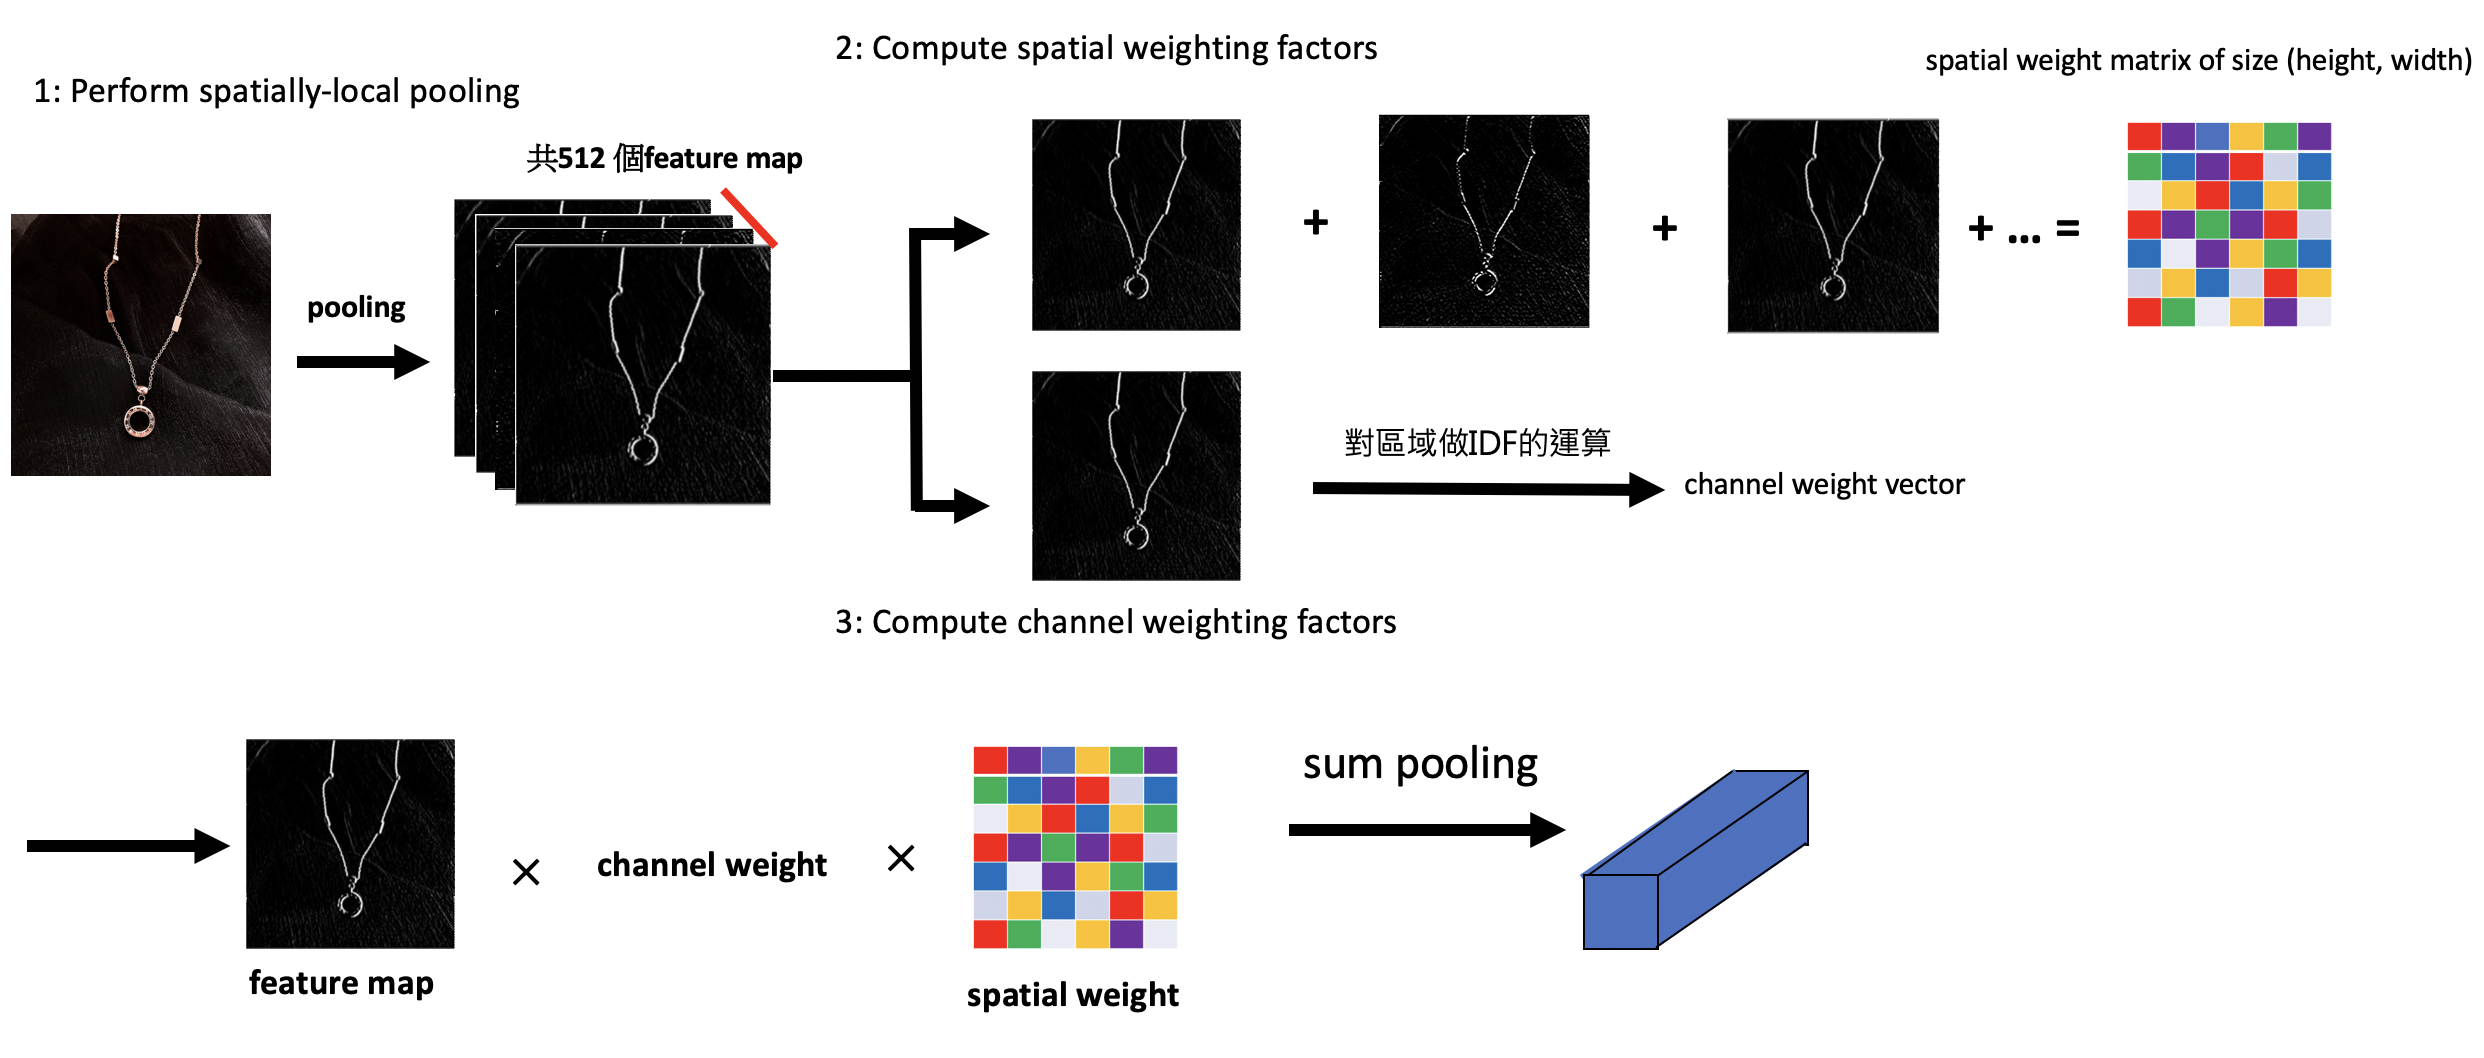 2: Compute spatial weighting factors
spatial weight matrix of size (height, width)
1: Perform spatially-local pooling
共512 個feature map
pooling
+
+
+ ... =
對區域做IDF的運算
channel weight vector
3: Compute channel weighting factors
sum pooling
×
channel weight
×
feature map
spatial weight